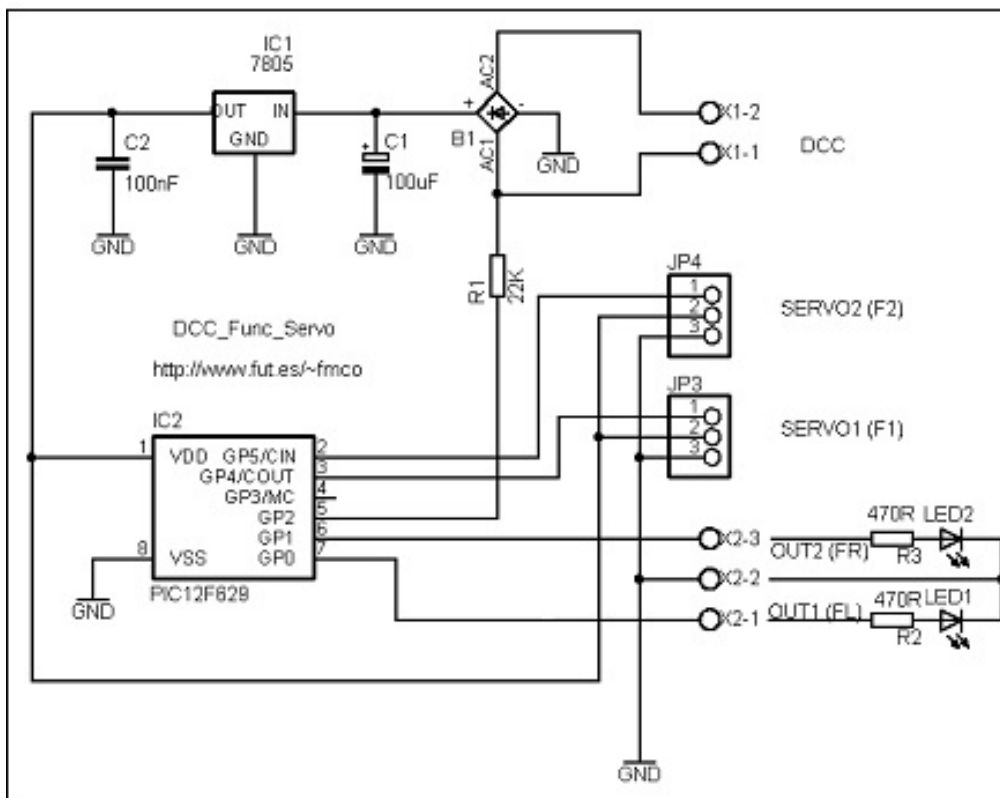 IC1
7805
OUT IN
GND
C2
100nF
GND
GND
C1
+
100uF
GND
AC2
+ -
B1
AC1
GND
X1-2
X1-1
DCC
R1
22K
DCC_Func_Servo
http://www.fut.es/~fmco
JP4
1
2
3
SERVO2 (F2)
JP3
1
2
3
SERVO1 (F1)
IC2
1 VDD GP5/CIN 2
GP4/COUT 3
GP3/MC 4
GP2 5
GP1 6
8 VSS GP0 7
PIC12F629
GND
X2-3
OUT2 (FR)
470R LED2
R3
X2-2
X2-1
OUT1 (FL)
470R LED1
R2
GND